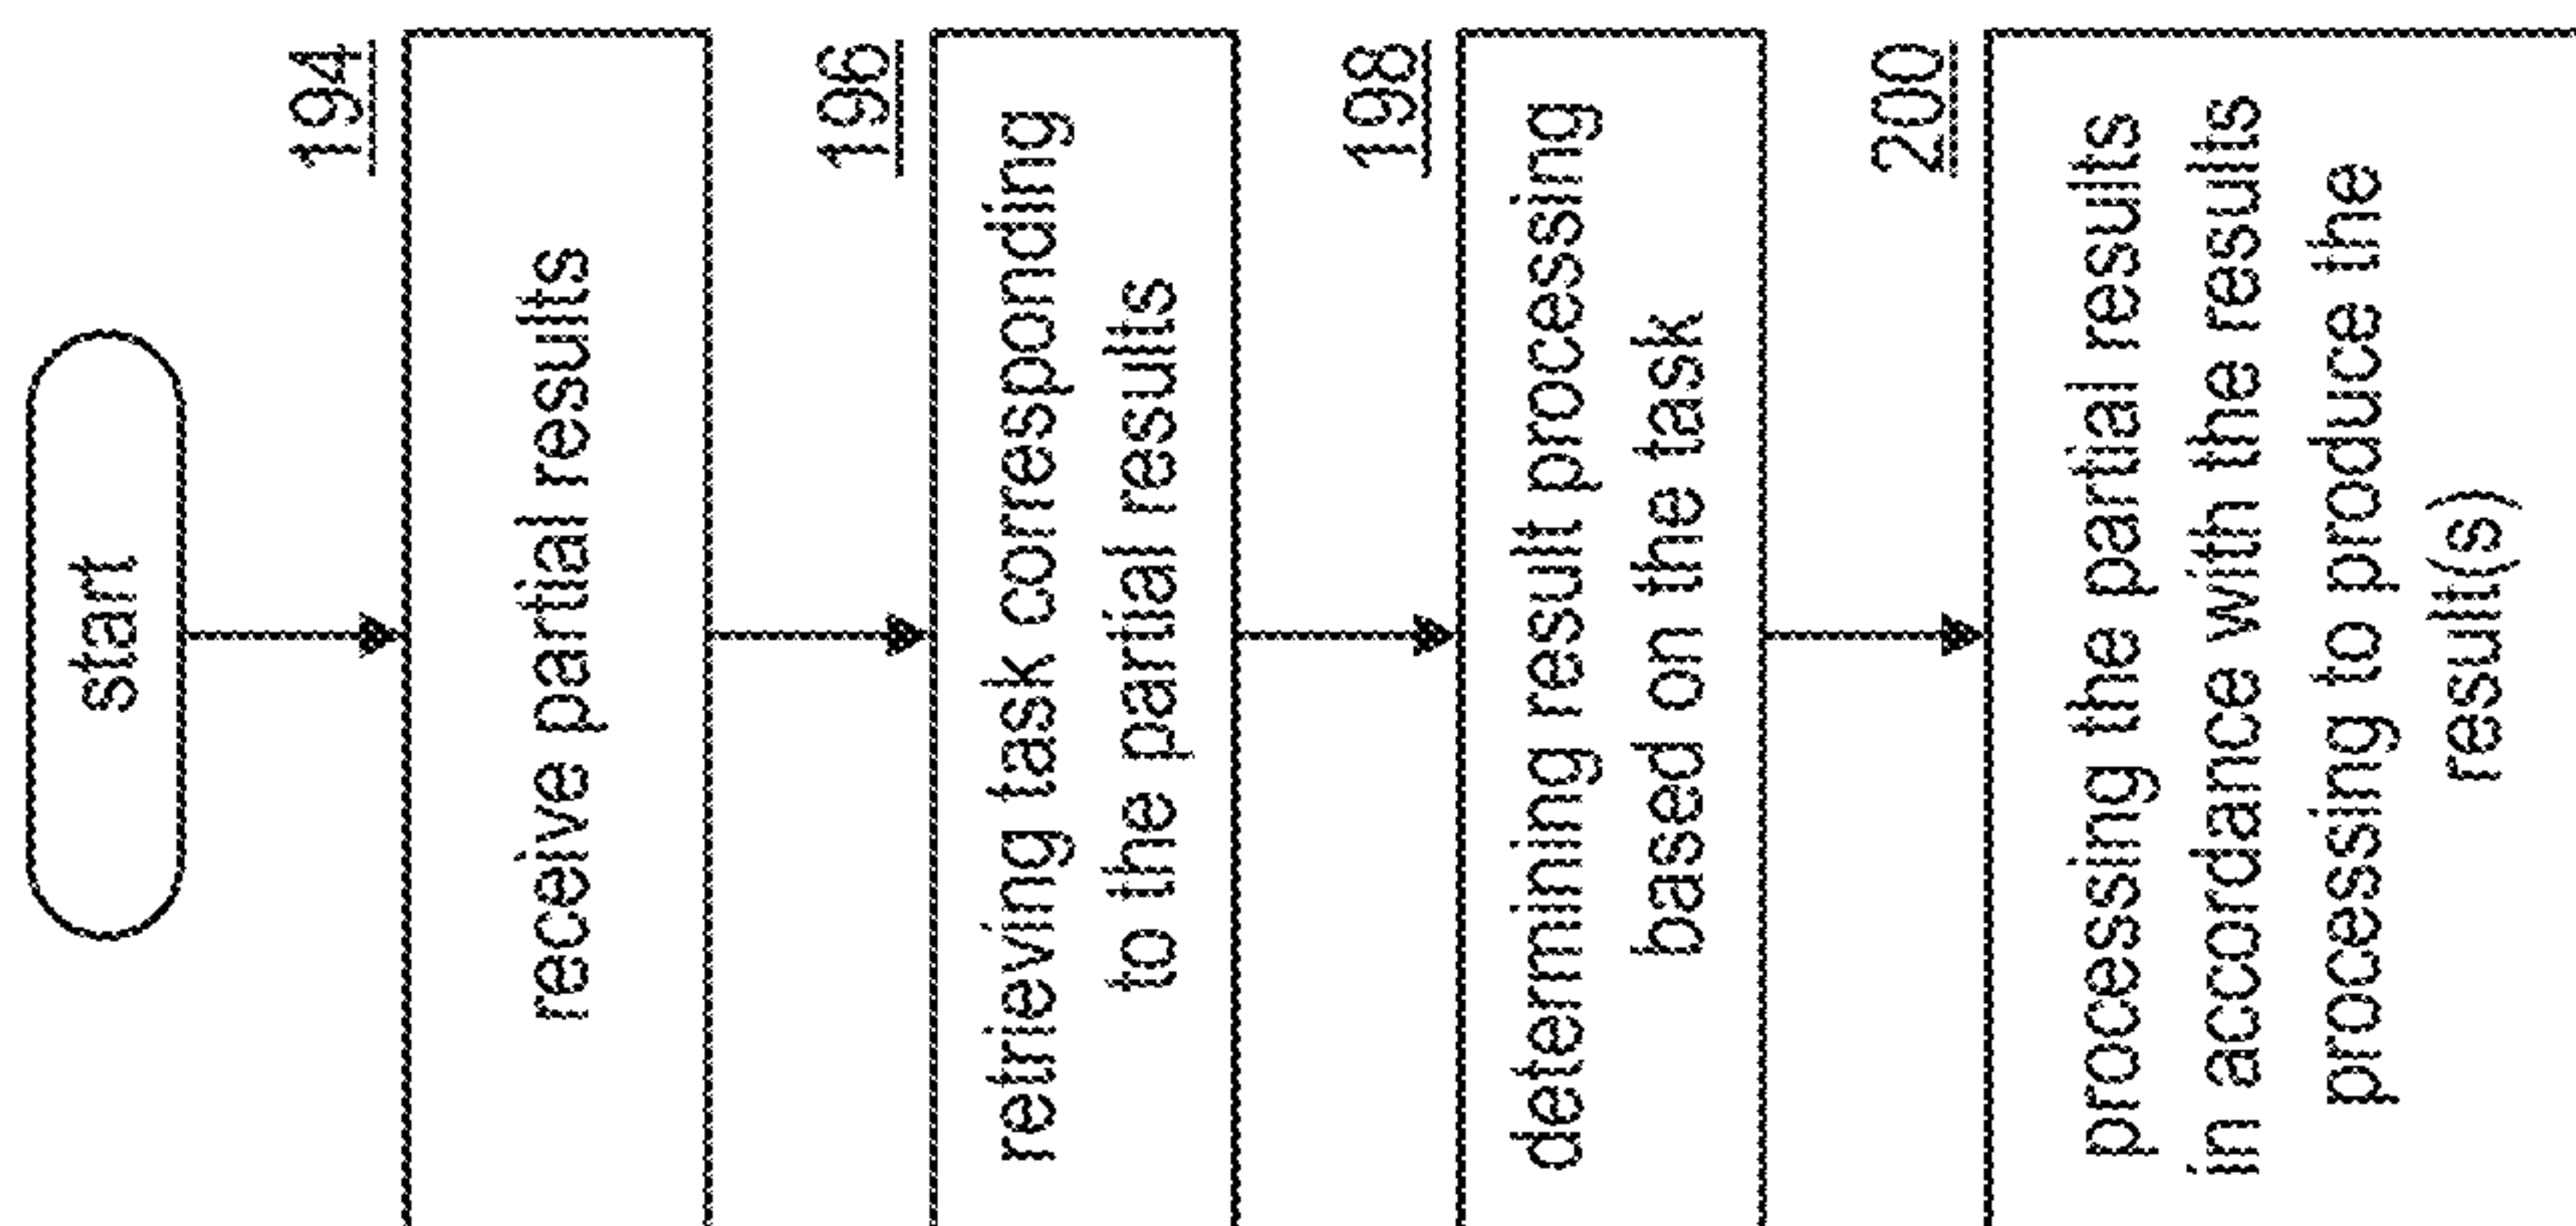 start
194
receive partial results
196
retrieving task corresponding
to the partial results
198
determining result processing
based on the task
200
processing the partial results
in accordance with the results
processing to produce the
result(s)